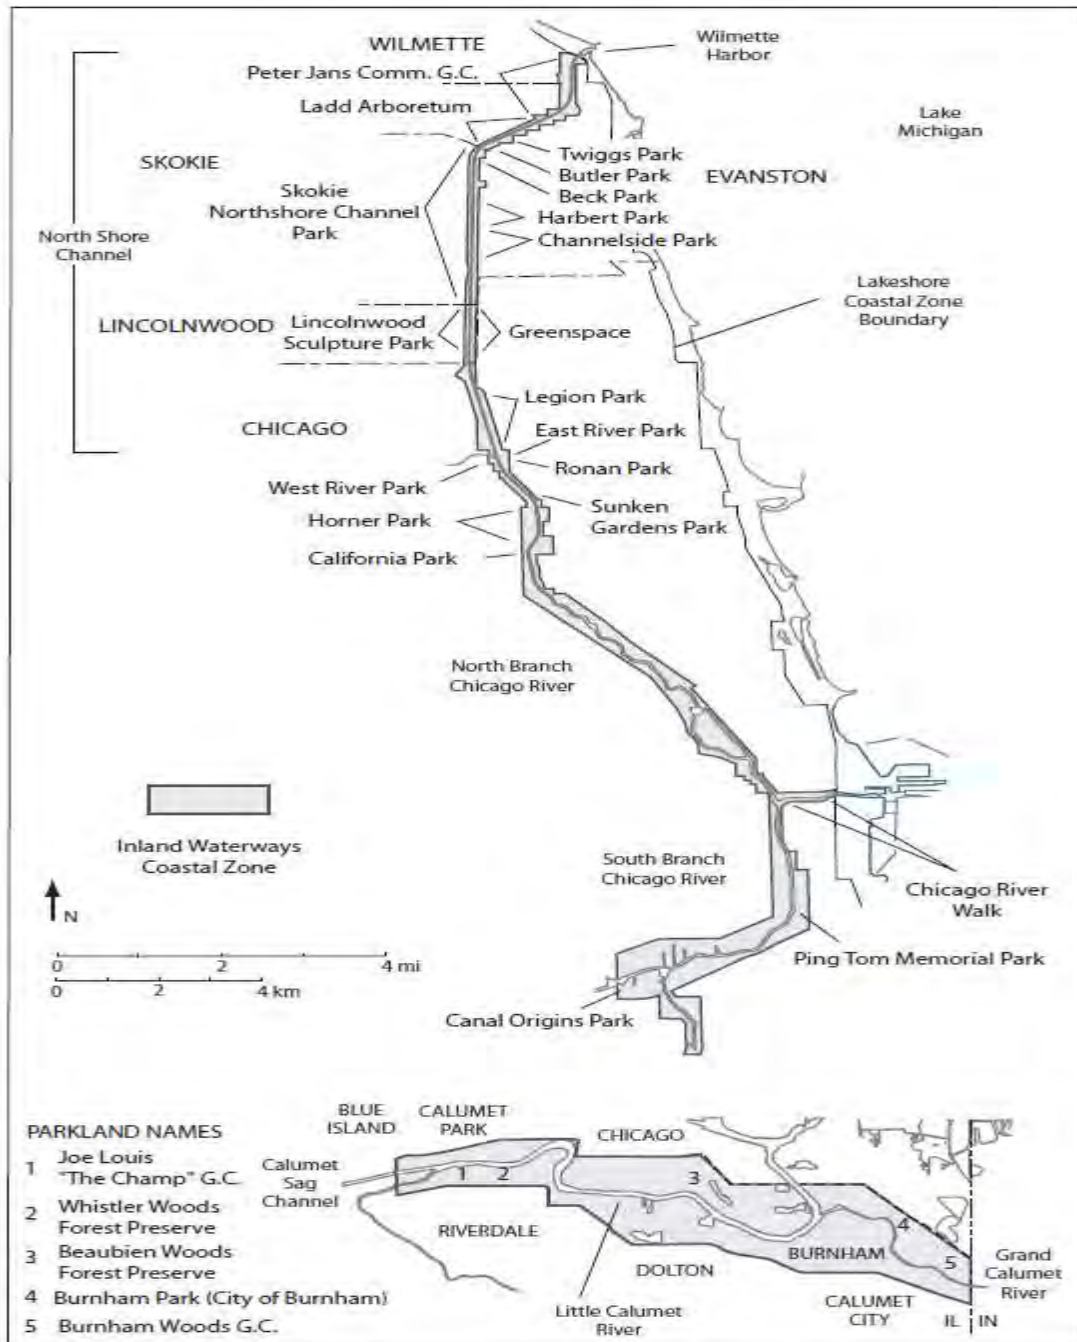 WILMETTE
Wilmette
Harbor
Peter Jans Comm. G.C.
Ladd Arboretum
Lake
Michigan
SKOKIE
Twiggs Park
Butler Park
EVANSTON
Beck Park
Skokie
Northshore Channel
Park
Harbert Park
Channelside Park
North Shore
Channel
Lakeshore
Coastal Zone
Boundary
LINCOLNWOOD
Lincolnwood
Sculpture Park
Greenspace
Legion Park
CHICAGO
East River Park
Ronan Park
West River Park
Sunken
Gardens Park
Horner Park
California Park
North Branch
Chicago River
Inland Waterways
Coastal Zone
South Branch
Chicago River
Chicago River
Walk
N
Ping Tom Memorial Park
0 2 4 mi
0 2 4 km
Canal Origins Park
PARKLAND NAMES
1 Joe Louis
"The Champ" G.C.
2 Whistler Woods
Forest Preserve
3 Beaubien Woods
Forest Preserve
4 Burnham Park (City of Burnham)
5 Burnham Woods G.C.
BLUE
ISLAND
CALUMET
PARK
CHICAGO
Calumet
Sag
Channel
1
2
3
4
5
RIVERDALE
DOLTON
BURNHAM
Grand
Calumet
River
Little Calumet
River
CALUMET
CITY
IL IN